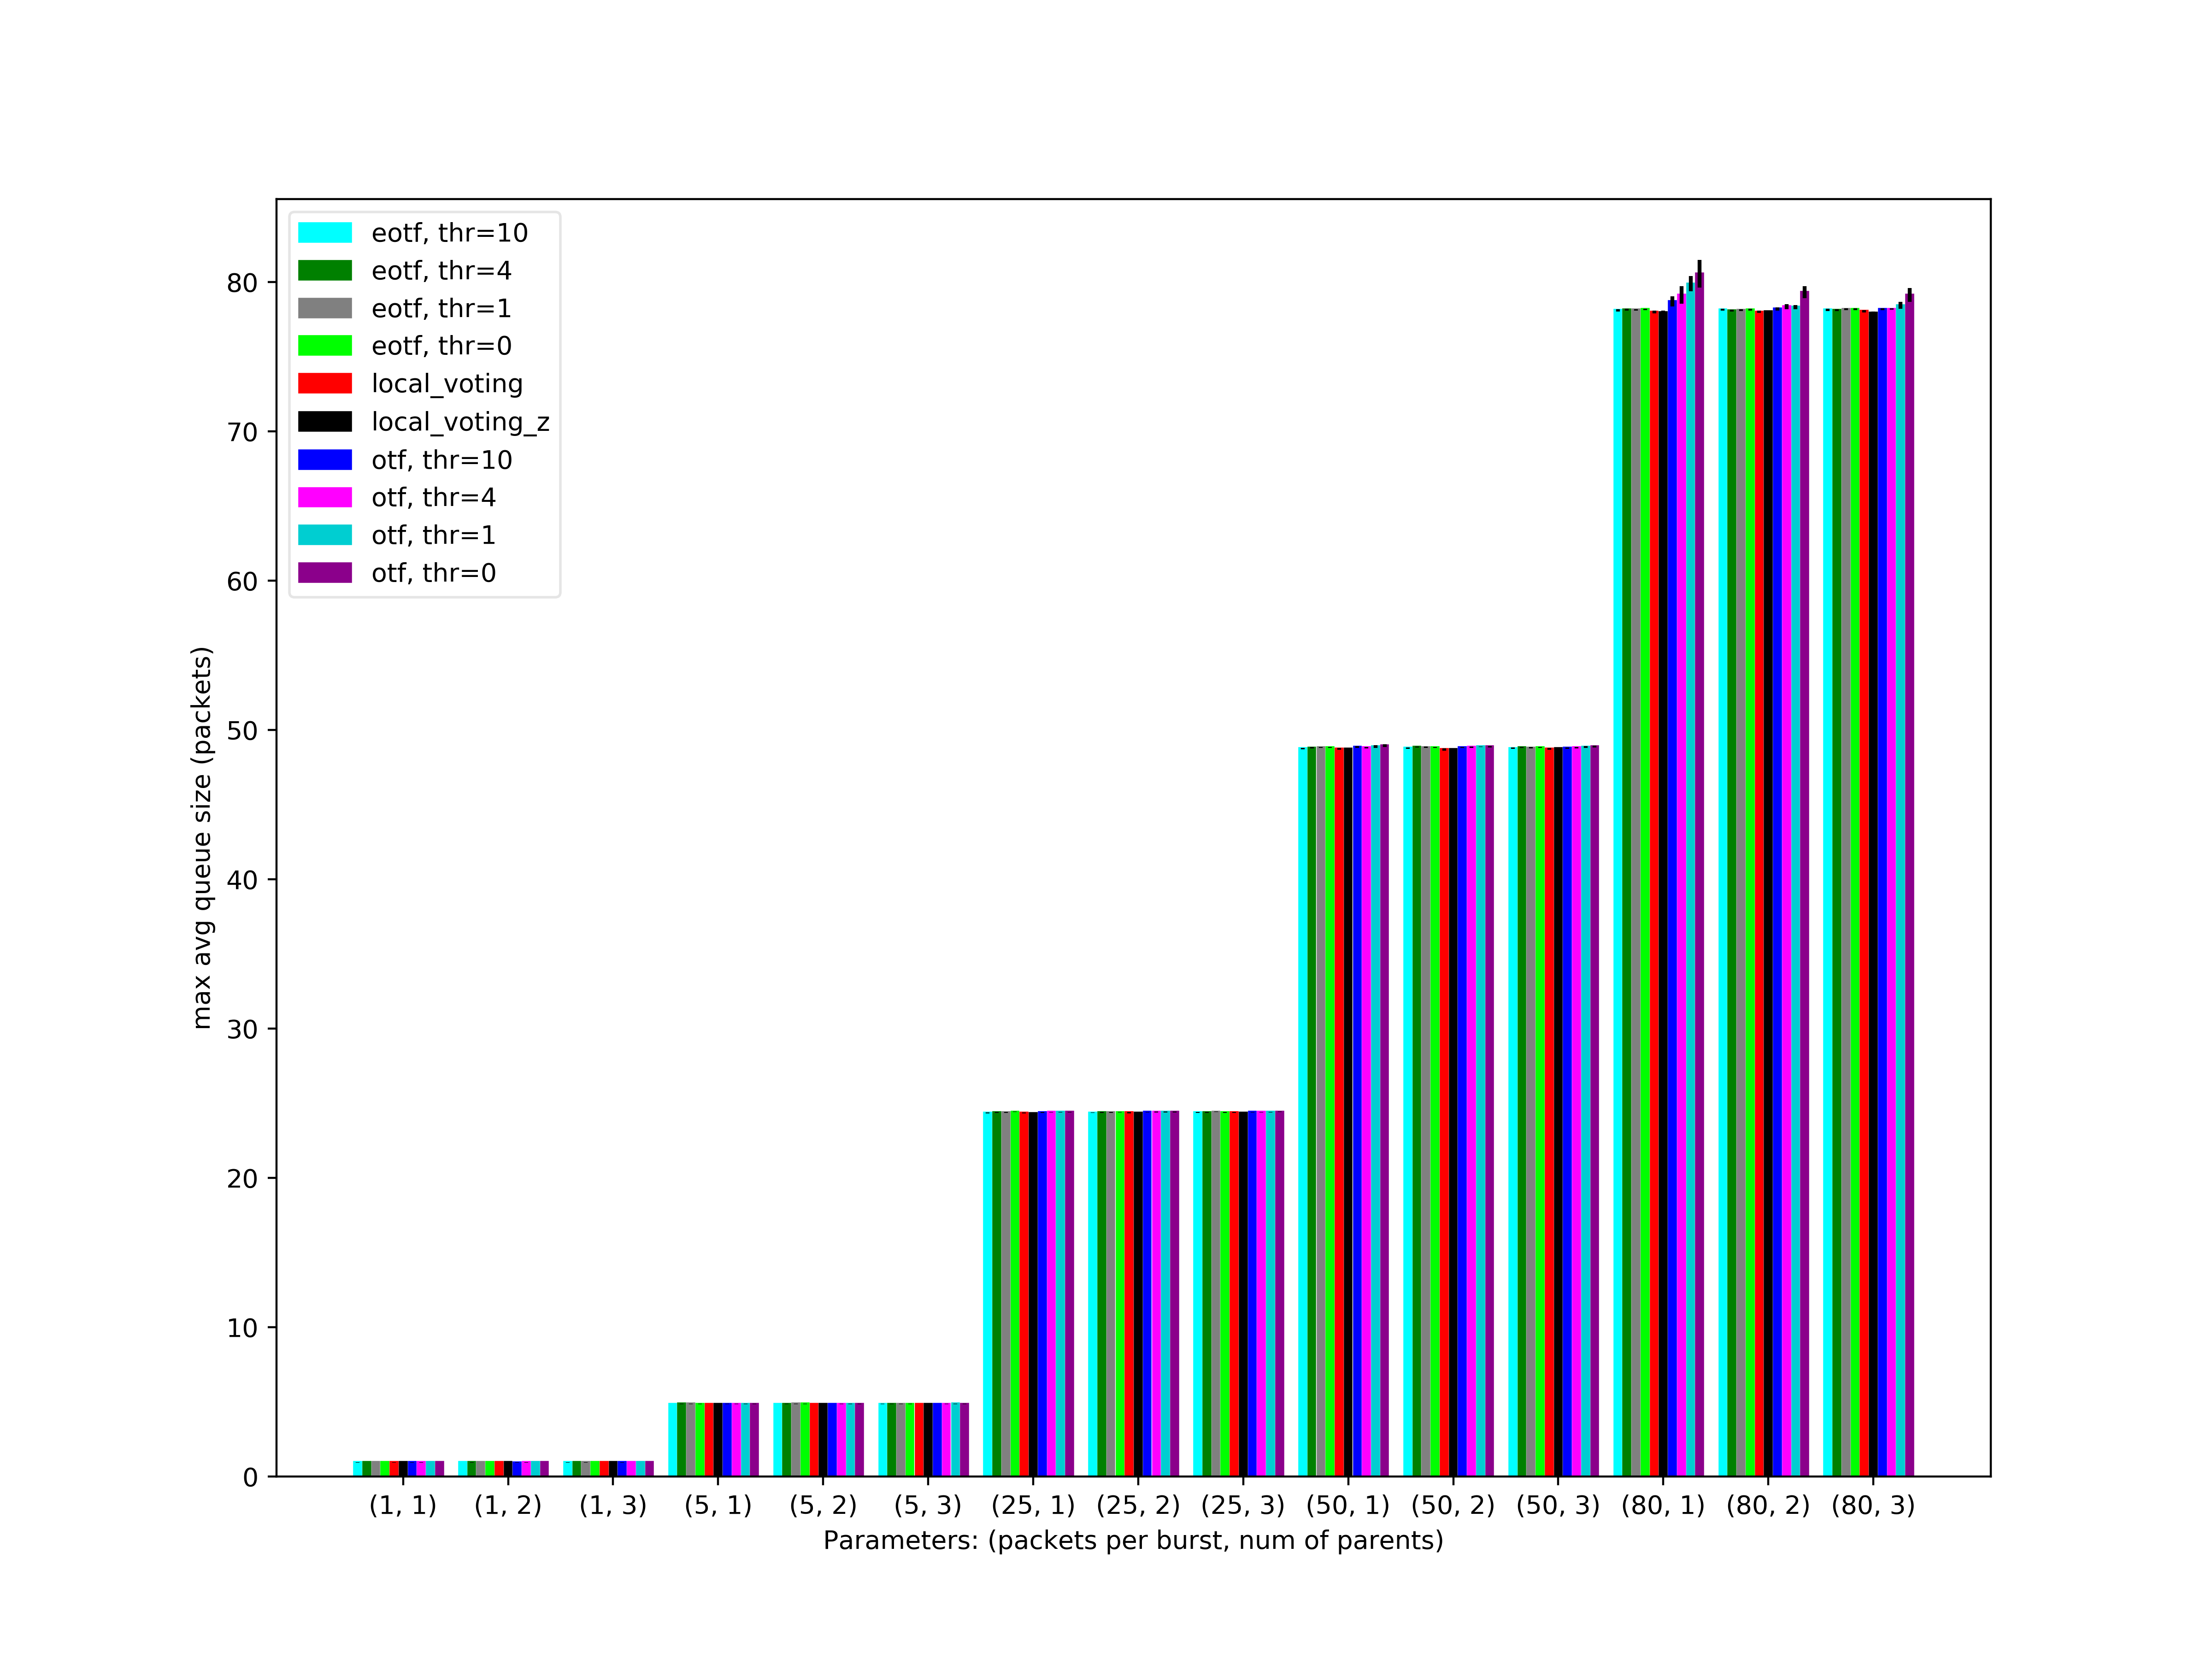 eotf, thr=10
eotf, thr=4
eotf, thr=1
eotf, thr=0
local_voting
local_voting_z
otf, thr=10
otf, thr=4
otf, thr=1
otf, thr=0
max avg queue size (packets)
80
70
60
50
40
30
20
10
0
(1, 1) (1, 2) (1, 3) (5, 1) (5, 2) (5, 3) (25, 1) (25, 2) (25, 3) (50, 1) (50, 2) (50, 3) (80, 1) (80, 2) (80, 3)
Parameters: (packets per burst, num of parents)